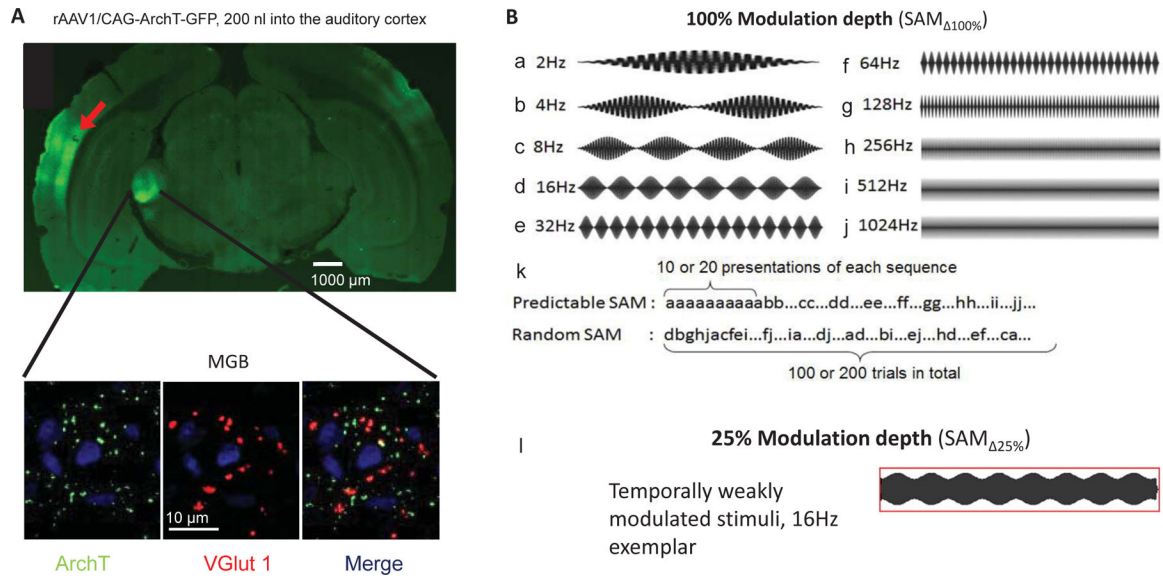 A
rAAV1/CAG-ArchT-GFP, 200 nl into the auditory cortex
1000 µm
MGB
10 µm
ArchT
VGlut 1
Merge
B
100% Modulation depth (SAMΔ100%)
a 2Hz
b 4Hz
c 8Hz
d 16Hz
e 32Hz
f 64Hz
g 128Hz
h 256Hz
i 512Hz
j 1024Hz
k
10 or 20 presentations of each sequence
Predictable SAM : aaaaaaaaaabb...cc...dd...ee...ff...gg...hh...ii...jj...
Random SAM : dbghjacfei...fj...ia...dj...ad...bi...ej...hd...ef...ca...
100 or 200 trials in total
l
25% Modulation depth (SAMΔ25%)
Temporally weakly
modulated stimuli, 16Hz
exemplar